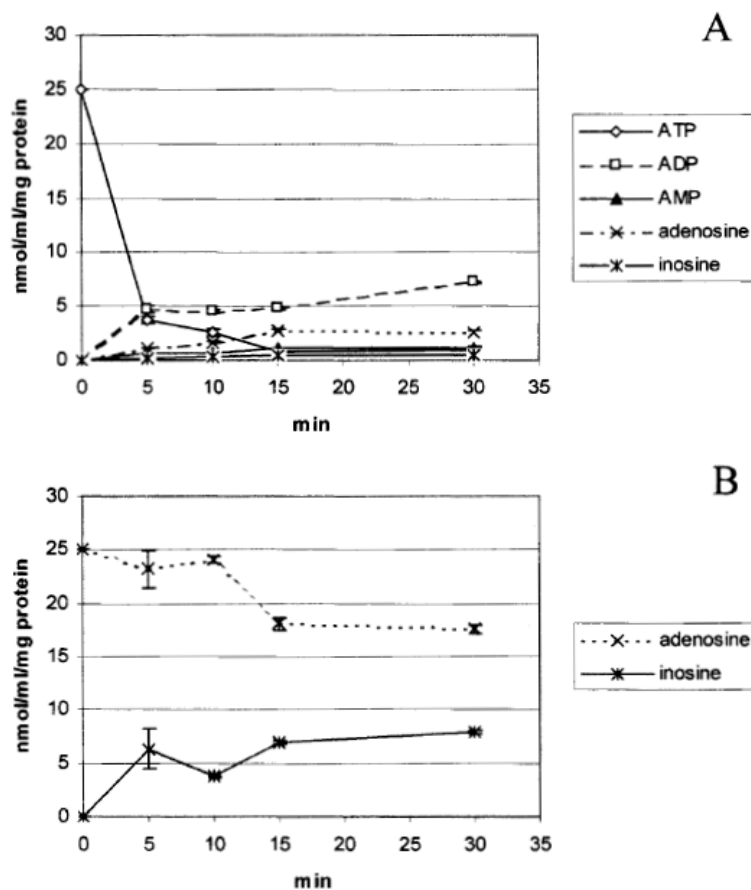 A
30
25
20
15
10
5
0
nmol/ml/mg protein
0 5 10 15 20 25 30 35
min
ATP
ADP
AMP
adenosine
inosine
B
30
25
20
15
10
5
0
nmol/ml/mg protein
0 5 10 15 20 25 30 35
min
adenosine
inosine